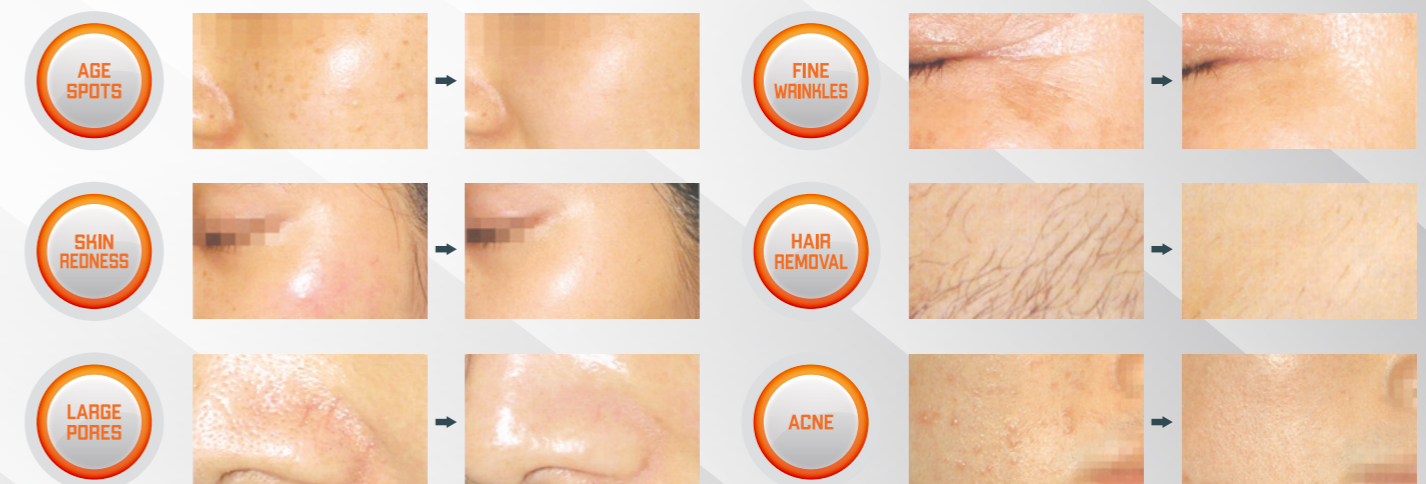 AGE
SPOTS
FINE
WRINKLES
SKIN
REDNESS
HAIR
REMOVAL
LARGE
PORES
ACNE